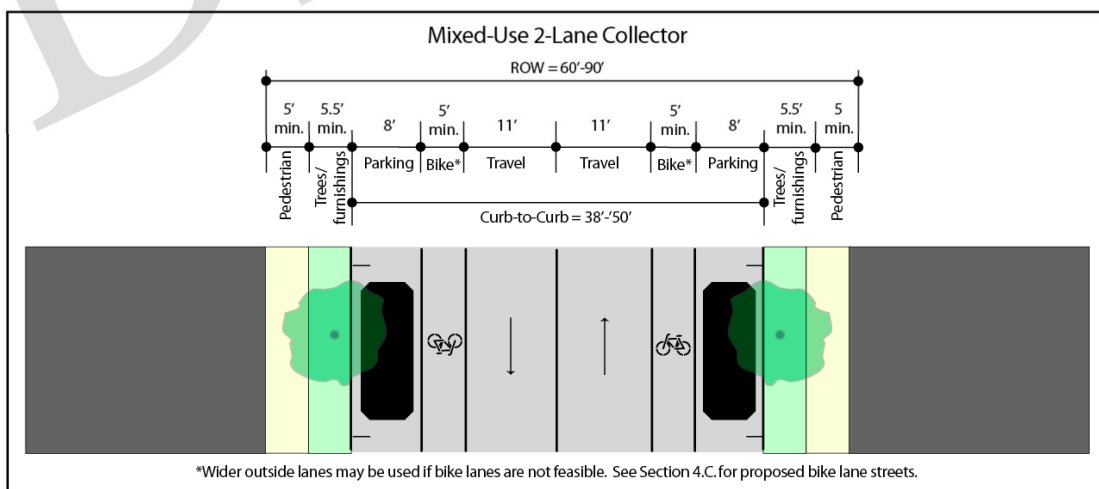 Mixed-Use 2-Lane Collector
ROW = 60’-90’
5’ 5.5’ 8’ 5’ 11’ 11’ 5’ 8’ 5.5’ 5
min. min. min. min. min. min.
Pedestrian
Trees/
furnishings
Parking Bike* Travel Travel Bike* Parking
Trees/
furnishings
Pedestrian
Curb-to-Curb = 38’-’50’
*Wider outside lanes may be used if bike lanes are not feasible. See Section 4.C. for proposed bike lane streets.